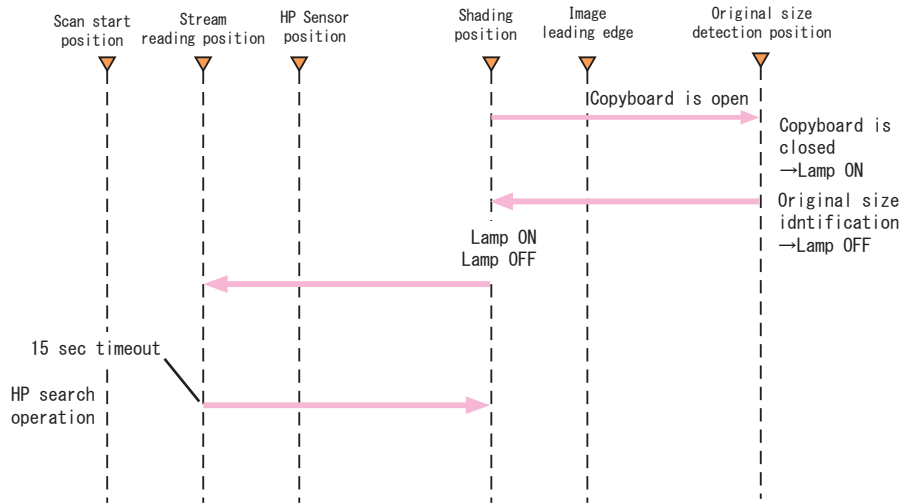 Scan start
position
Stream
reading position
HP Sensor
position
Shading
position
Image
leading edge
Original size
detection position
Copyboard is open
Copyboard is
closed
→Lamp ON
Original size
idntification
→Lamp OFF
Lamp ON
Lamp OFF
15 sec timeout
HP search
operation